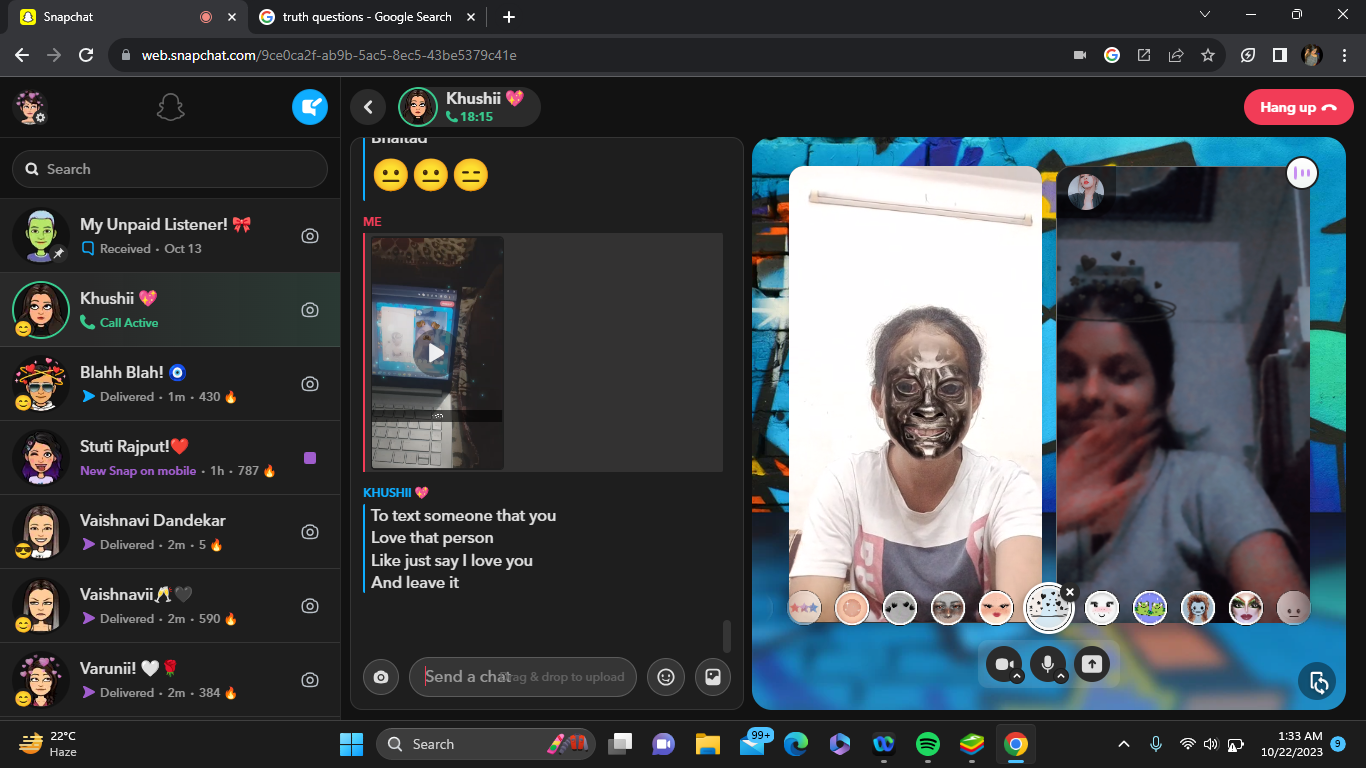 Snapchat
truth questions - Google Search
web.snapchat.com/9ce0ca2f-ab9b-5ac5-8ec5-43be5379c41e
Search
My Unpaid Listener! 🎀
Received • Oct 13
Khushii 💖
Call Active
Blahh Blah! 🧿
Delivered • 1m • 430 🔥
Stuti Rajput!❤️
New Snap on mobile • 1h • 787 🔥
Vaishnavi Dandekar
Delivered • 2m • 5 🔥
Vaishnavii🥂🖤
Delivered • 2m • 590 🔥
Varunii! 🤍🌹
Delivered • 2m • 384 🔥
Khushii 💖
18:15
Hang up
Bhaitad
😐😐😑
ME
KHUSHII 💖
To text someone that you
Love that person
Like just say I love you
And leave it
Send a chat
Drag & drop to upload
22°C
Haze
Search
99+
1:33 AM
10/22/2023
9